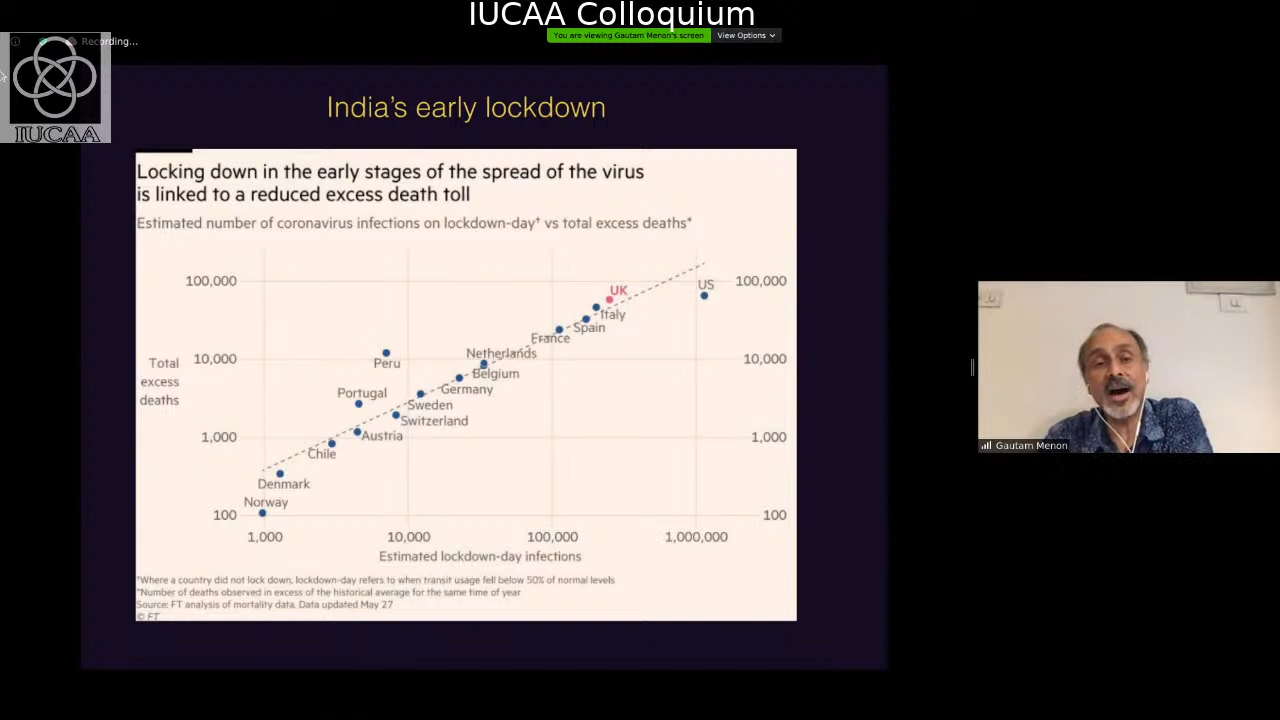 IUCAA Colloquium
You are viewing Gautam Menon's screen View Options
Recording...
IUCAA
India's early lockdown
Locking down in the early stages of the spread of the virus
is linked to a reduced excess death toll
Estimated number of coronavirus infections on lockdown-day† vs total excess deaths*
100,000
100,000
US
UK
Italy
Spain
France
Total
excess
deaths
10,000
10,000
Peru
Netherlands
Belgium
Germany
Portugal
Sweden
Switzerland
1,000
1,000
Austria
Chile
Denmark
Norway
100
100
1,000
10,000
100,000
1,000,000
Estimated lockdown-day infections
†Where a country did not lock down, lockdown-day refers to when transit usage fell below 50% of normal levels
*Number of deaths observed in excess of the historical average for the same time of year
Source: FT analysis of mortality data. Data updated May 27
© FT
Gautam Menon